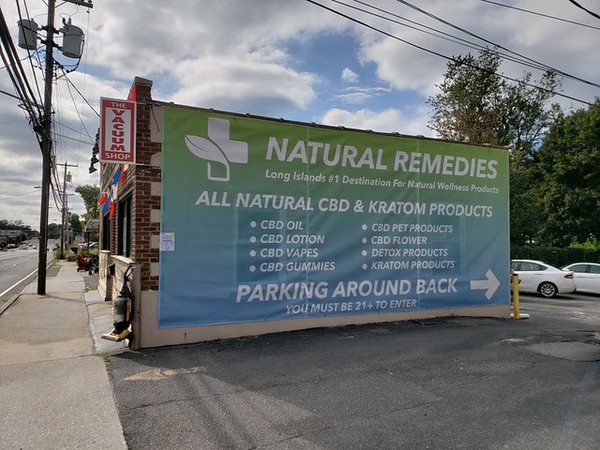 THE
VACUUM
SHOP
NATURAL REMEDIES
Long Islands #1 Destination For Natural Wellness Products
ALL NATURAL CBD & KRATOM PRODUCTS
CBD OIL
CBD LOTION
CBD VAPES
CBD GUMMIES
CBD PET PRODUCTS
CBD FLOWER
DETOX PRODUCTS
KRATOM PRODUCTS
PARKING AROUND BACK
YOU MUST BE 21+ TO ENTER